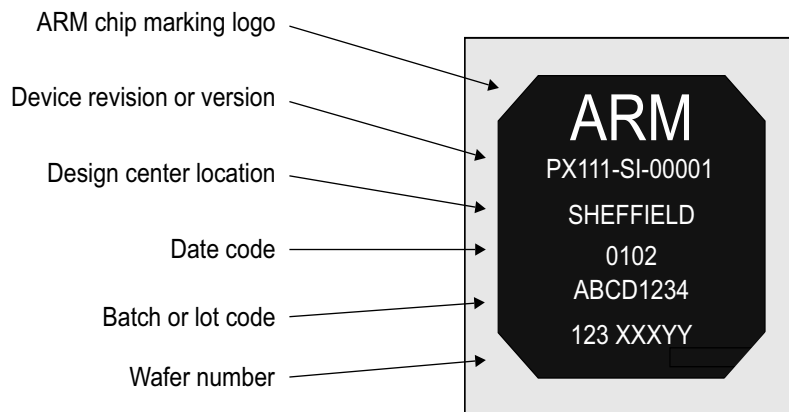 ARM chip marking logo
Device revision or version
Design center location
Date code
Batch or lot code
Wafer number
ARM
PX111-SI-00001
SHEFFIELD
0102
ABCD1234
123 XXXYY